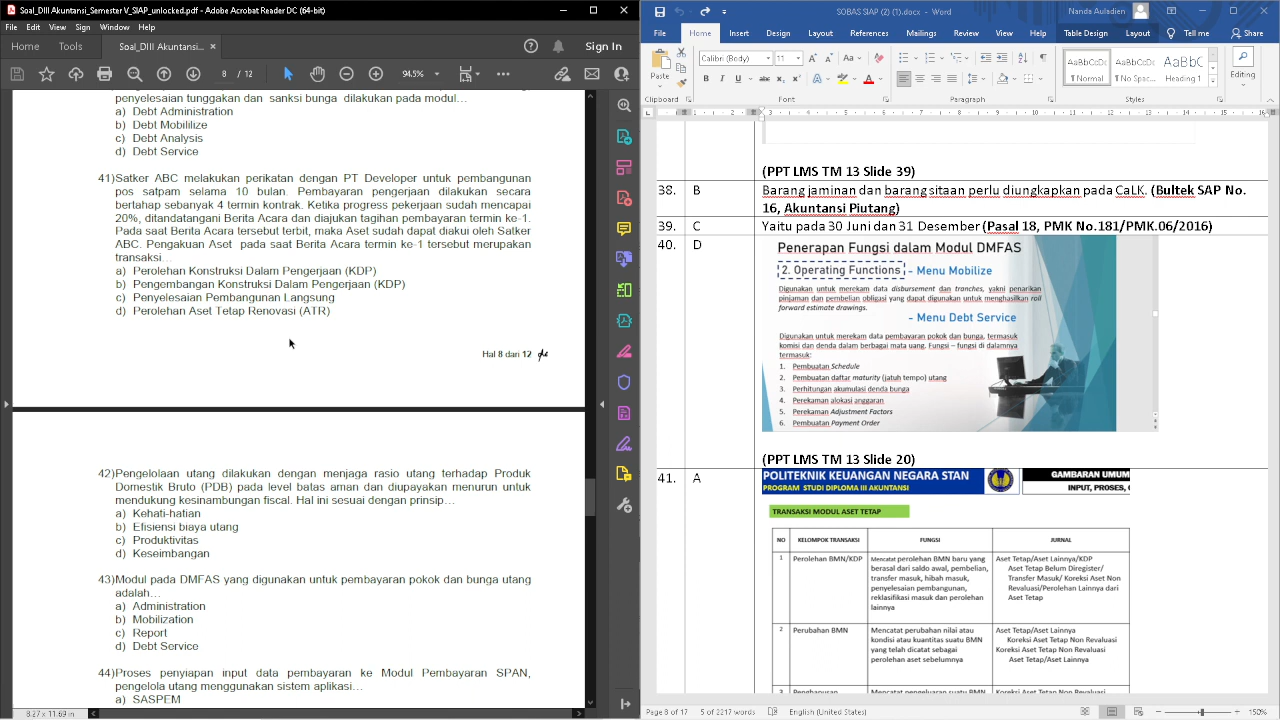 Soal_DIII Akuntansi_Semester V_SIAP_unlocked.pdf - Adobe Acrobat Reader DC (64-bit)
File Edit View Sign Window Help
Home Tools
Soal_DIII Akuntansi... ×
Sign In
8 / 12
94,3%
penyelesaian tunggakan dan sanksi bunga dilakukan pada modul...
a) Debt Administration
b) Debt Mobililize
c) Debt Analysis
d) Debt Service
41)Satker ABC melakukan perikatan dengan PT Developer untuk pembangunan
pos satpam selama 10 bulan. Pembayaran pengerjaan dilakukan secara
bertahap sebanyak 4 termin kontrak. Ketika progress pekerjaan sudah mencapai
20%, ditandangani Berita Acara dan diajukan tagihan pembayaran termin ke-1.
Pada saat Berita Acara tersebut terbit, maka Aset sudah dapat diakui oleh Satker
ABC. Pengakuan Aset pada saat Berita Acara termin ke-1 tersebut merupakan
transaksi...
a) Perolehan Konstruksi Dalam Pengerjaan (KDP)
b) Pengembangan Konstruksi Dalam Pengerjaan (KDP)
c) Penyelesaian Pembangunan Langsung
d) Perolehan Aset Tetap Renovasi (ATR)
Hal 8 dari 12
42)Pengelolaan utang dilakukan dengan menjaga rasio utang terhadap Produk
Domestik Bruto (PDB) pada level batas aman dan diupayakan menurun untuk
mendukung kesinambungan fiscal. Hal ini sesuai dengan prinsip...
a) Kehati-hatian
b) Efisiensi biaya utang
c) Produktivitas
d) Keseimbangan
43)Modul pada DMFAS yang digunakan untuk pembayaran pokok dan bunga utang
adalah...
a) Administration
b) Mobilization
c) Report
d) Debt Service
44)Proses penyiapan input data pembayaran ke Modul Pembayaran SPAN,
pengelola utang menggunakan sistem aplikasi...
a) SASPEM
8.27 x 11.69 in
SOBAS SIAP (2) (1).docx - Word
Nanda Auladien
File Home Insert Design Layout References Mailings Review View Help Table Design Layout Tell me Share
Paste
Clipboard
Calibri (Body) 11
Font
Paragraph
¶ Normal
¶ No Spac...
Heading 1
Styles
Editing
(PPT LMS TM 13 Slide 39)
38. B Barang jaminan dan barang sitaan perlu diungkapkan pada CaLK. (Bultek SAP No.
16, Akuntansi Piutang)
39. C Yaitu pada 30 Juni dan 31 Desember (Pasal 18, PMK No.181/PMK.06/2016)
40. D
Penerapan Fungsi dalam Modul DMFAS
2. Operating Functions - Menu Mobilize
Digunakan untuk merekam data disbursement dan tranches, yakni penarikan
pinjaman dan pembelian obligasi yang dapat digunakan untuk menghasilkan roll
forward estimate drawings.
- Menu Debt Service
Digunakan untuk merekam data pembayaran pokok dan bunga, termasuk
komisi dan denda dalam berbagai mata uang. Fungsi – fungsi di dalamnya
termasuk:
1. Pembuatan Schedule
2. Pembuatan daftar maturity (jatuh tempo) utang
3. Perhitungan akumulasi denda bunga
4. Perekaman alokasi anggaran
5. Perekaman Adjustment Factors
6. Pembuatan Payment Order
(PPT LMS TM 13 Slide 20)
41. A
POLITEKNIK KEUANGAN NEGARA STAN
PROGRAM STUDI DIPLOMA III AKUNTANSI
GAMBARAN UMUM
INPUT, PROSES,
TRANSAKSI MODUL ASET TETAP
NO KELOMPOK TRANSAKSI FUNGSI JURNAL
1 Perolehan BMN/KDP
Mencatat perolehan BMN baru yang
berasal dari saldo awal, pembelian,
transfer masuk, hibah masuk,
penyelesaian pembangunan,
reklasifikasi masuk dan perolehan
lainnya
Aset Tetap/Aset Lainnya/KDP
Aset Tetap Belum Diregister/
Transfer Masuk/ Koreksi Aset Non
Revaluasi/Perolehan Lainnya dari
Aset Tetap
2 Perubahan BMN
Mencatat perubahan nilai atau
kondisi atau kuantitas suatu BMN
yang telah dicatat sebagai
perolehan aset sebelumnya
Aset Tetap/Aset Lainnya
Koreksi Aset Tetap Non Revaluasi
Koreksi Aset Tetap Non Revaluasi
Aset Tetap/Aset Lainnya
3 Penghapusan Mencatat pengeluaran suatu BMN Koreksi Aset Tetap Non Revaluasi
Page 8 of 17 5 of 2217 words English (United States) 150%